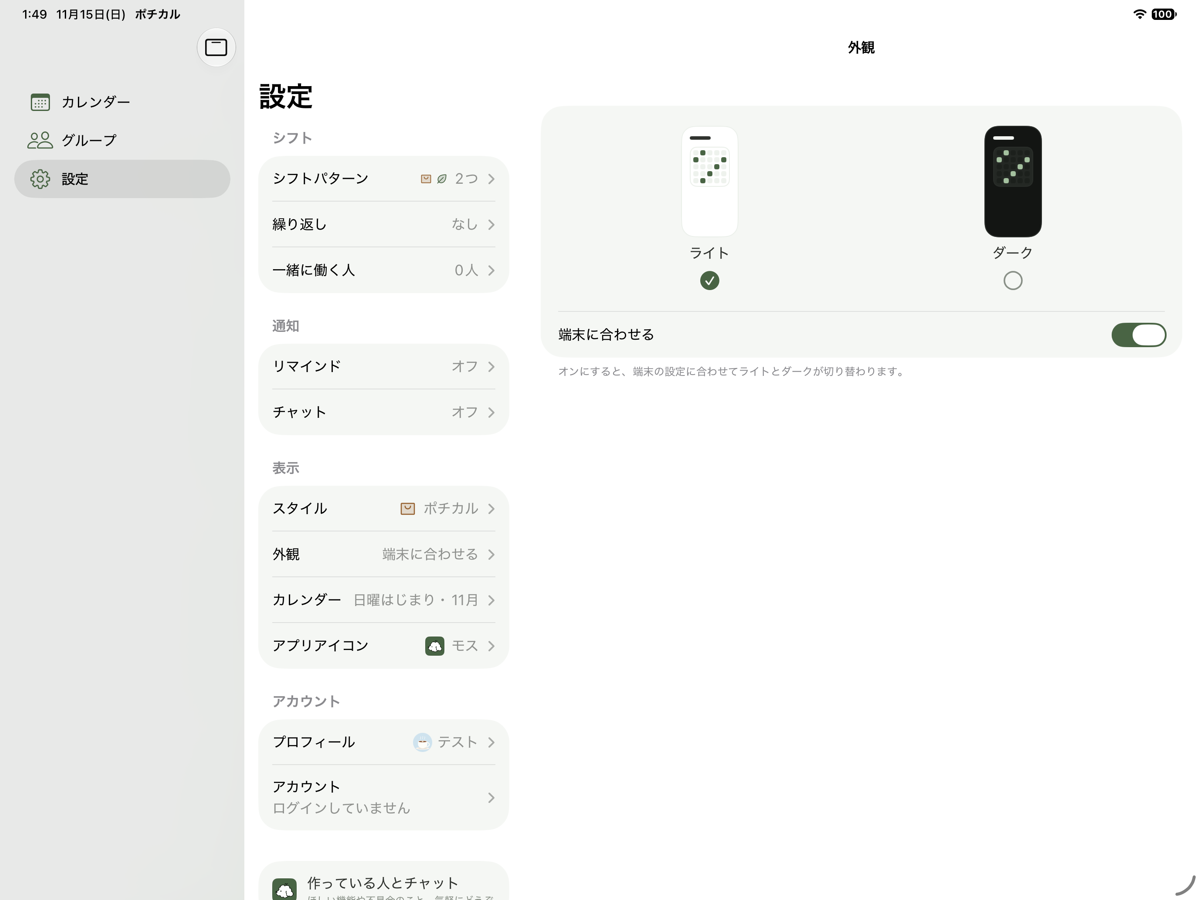 1:49 11月15日(日) ポチカル
100
カレンダー
グループ
設定
設定
シフト
シフトパターン 2つ
繰り返し なし
一緒に働く人 0人
通知
リマインド オフ
チャット オフ
表示
スタイル ポチカル
外観 端末に合わせる
カレンダー 日曜はじまり・11月
アプリアイコン モス
アカウント
プロフィール テスト
アカウント
ログインしていません
作っている人とチャット
外観
ライト
ダーク
端末に合わせる
オンにすると、端末の設定に合わせてライトとダークが切り替わります。